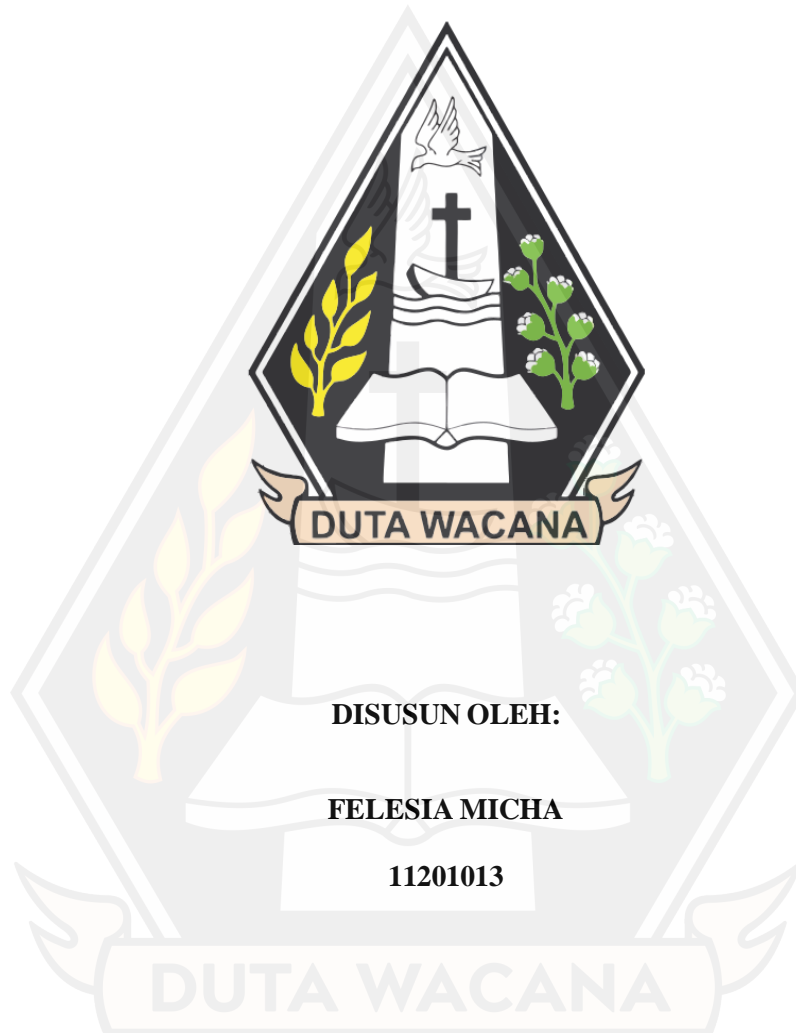 DUTA WACANA
DISUSUN OLEH:
FELESIA MICHA
11201013
DUTA WACANA